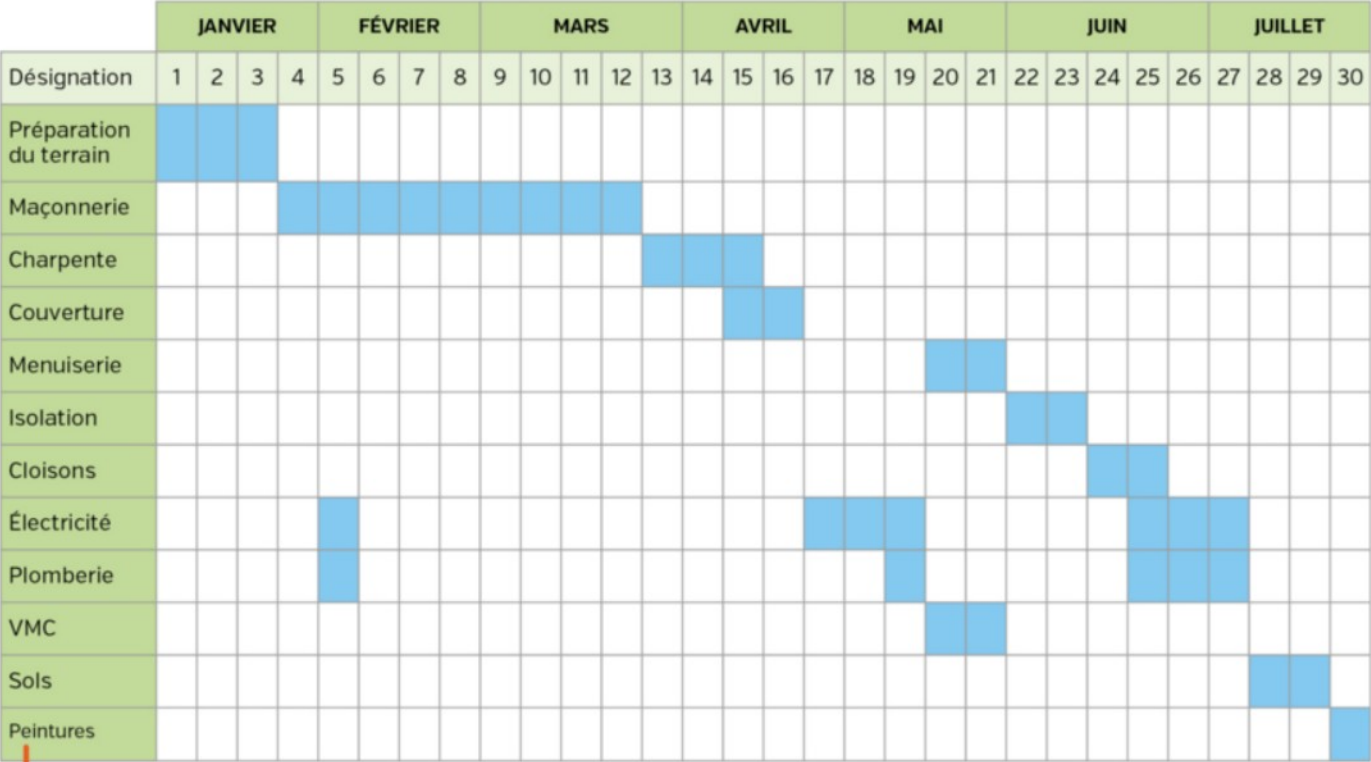 JANVIER FÉVRIER MARS AVRIL MAI JUIN JUILLET
Désignation 1 2 3 4 5 6 7 8 9 10 11 12 13 14 15 16 17 18 19 20 21 22 23 24 25 26 27 28 29 30
Préparation
du terrain
Maçonnerie
Charpente
Couverture
Menuiserie
Isolation
Cloisons
Électricité
Plomberie
VMC
Sols
Peintures